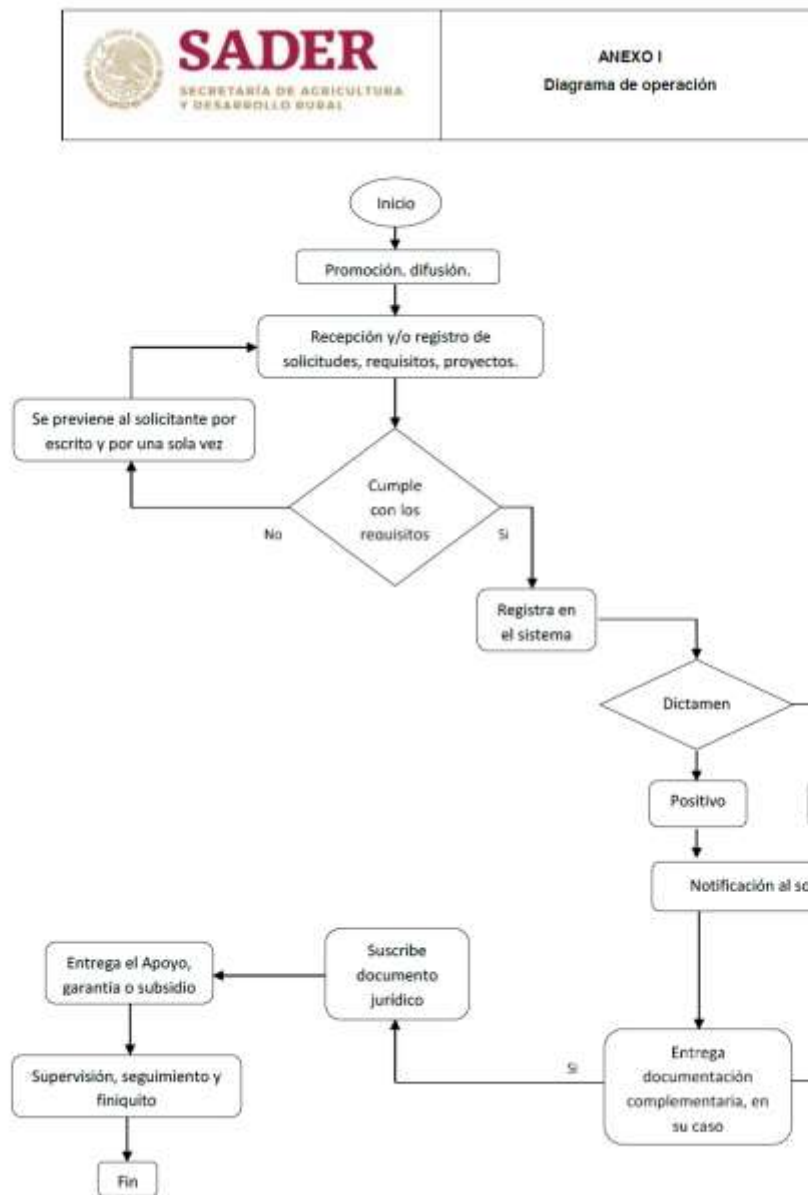 SADER
SECRETARÍA DE AGRICULTURA
Y DESARROLLO RURAL
ANEXO I
Diagrama de operación
Inicio
Promoción. difusión.
Recepción y/o registro de
solicitudes, requisitos, proyectos.
Se previene al solicitante por
escrito y por una sola vez
Cumple
con los
requisitos
No
Si
Registra en
el sistema
Dictamen
Positivo
Notificación al so
Suscribe
documento
jurídico
Entrega el Apoyo,
garantía o subsidio
Supervisión, seguimiento y
finiquito
Fin
Si
Entrega
documentación
complementaria, en
su caso